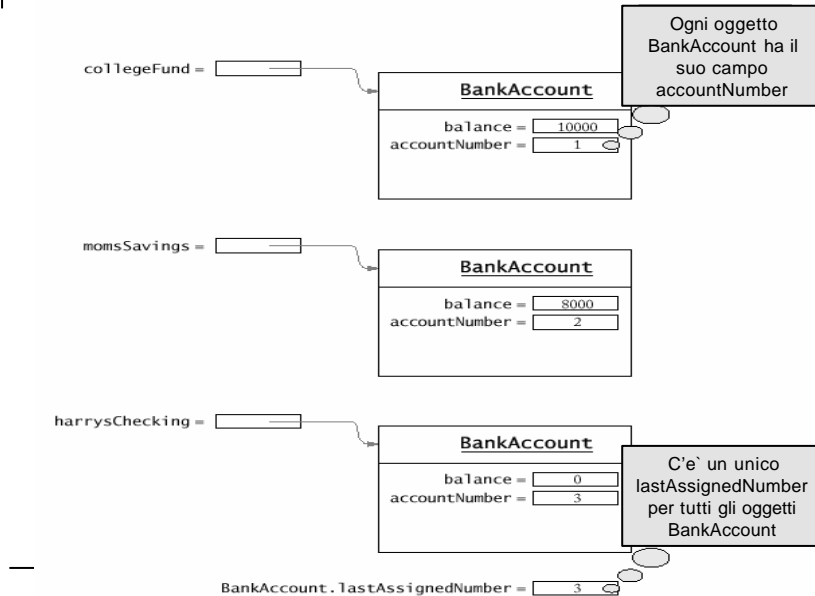 Ogni oggetto
BankAccount ha il
suo campo
accountNumber
collegeFund =
BankAccount
balance = 10000
accountNumber = 1
momsSavings =
BankAccount
balance = 8000
accountNumber = 2
harrysChecking =
BankAccount
balance = 0
accountNumber = 3
C'e` un unico
lastAssignedNumber
per tutti gli oggetti
BankAccount
BankAccount.lastAssignedNumber = 3